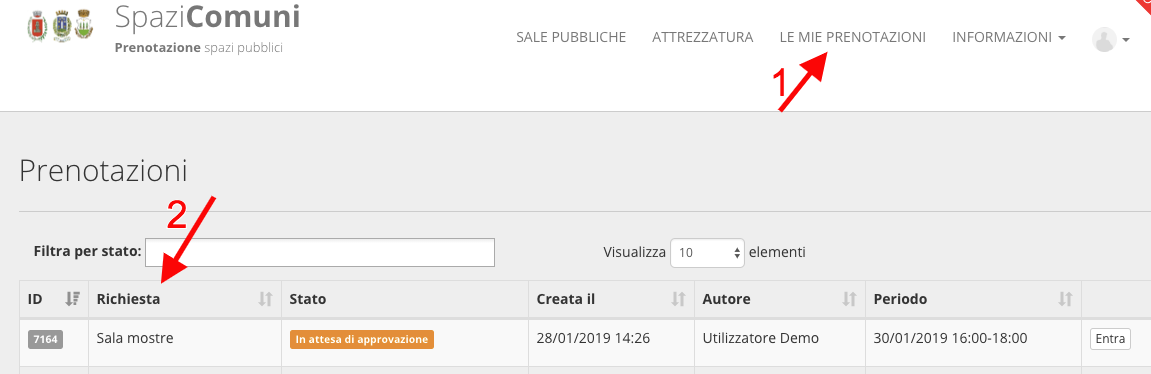 SpaziComuni
Prenotazione spazi pubblici
SALE PUBBLICHE ATTREZZATURA LE MIE PRENOTAZIONI INFORMAZIONI
1
Prenotazioni
2
Filtra per stato: Visualizza 10 elementi
ID Richiesta Stato Creata il Autore Periodo
7164 Sala mostre In attesa di approvazione 28/01/2019 14:26 Utilizzatore Demo 30/01/2019 16:00-18:00 Entra